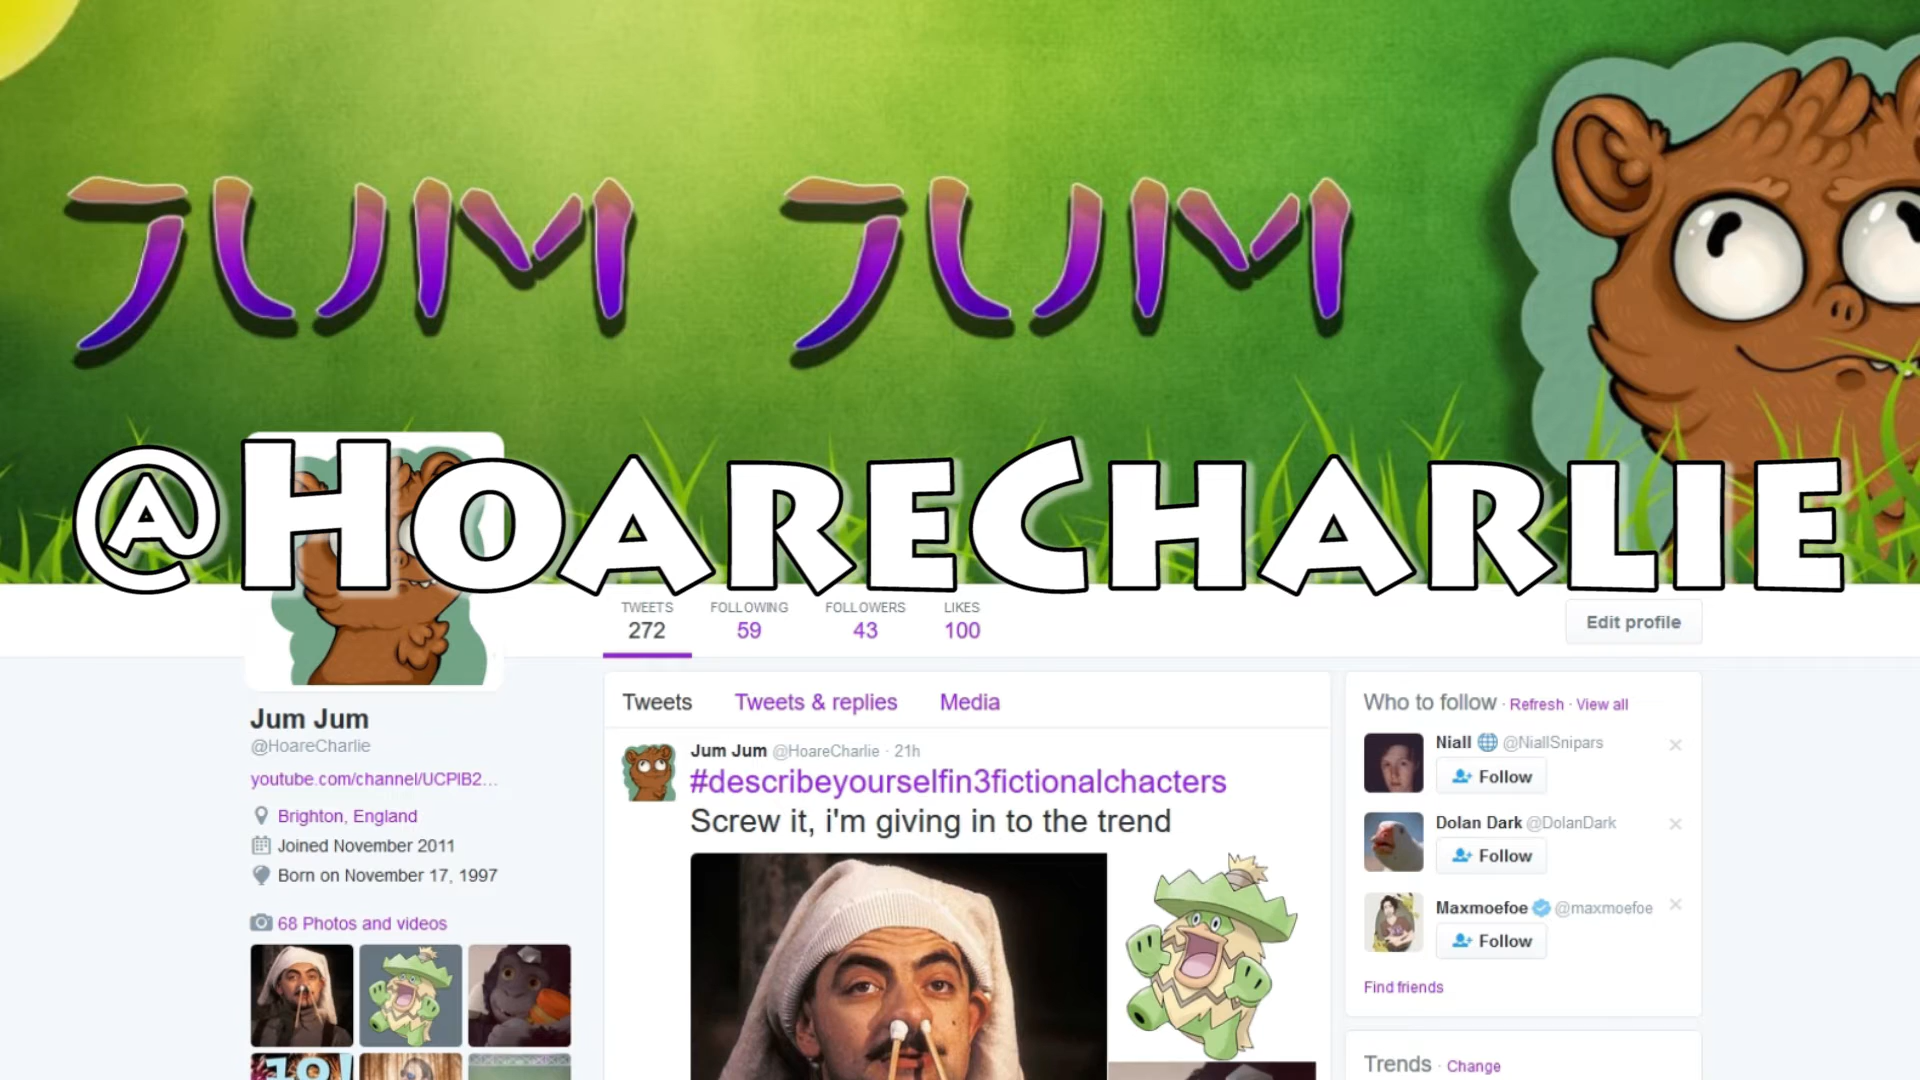 JUM JUM
@HoareCharlie
TWEETS FOLLOWING FOLLOWERS LIKES
272 59 43 100
Edit profile
Jum Jum
@HoareCharlie
youtube.com/channel/UCPIB2...
Brighton, England
Joined November 2011
Born on November 17, 1997
68 Photos and videos
10!
Tweets Tweets & replies Media
Jum Jum @HoareCharlie · 21h
#describeyourselfin3fictionalchacters
Screw it, i'm giving in to the trend
Who to follow · Refresh · View all
Niall @NiallSnipars
Follow
Dolan Dark @DolanDark
Follow
Maxmoefoe @maxmoefoe
Follow
Find friends
Trends · Change